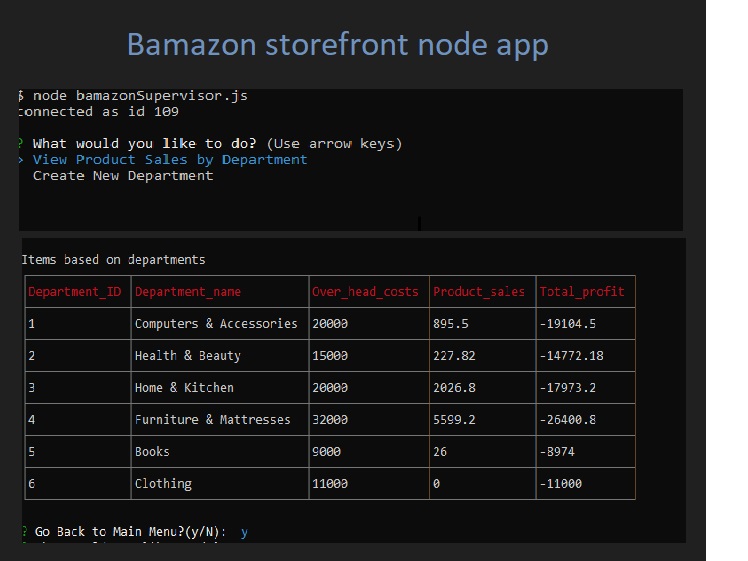 Bamazon storefront node app
$ node bamazonSupervisor.js
connected as id 109
? What would you like to do? (Use arrow keys)
> View Product Sales by Department
Create New Department
Items based on departments
Department_ID Department_name Over_head_costs Product_sales Total_profit
1 Computers & Accessories 20000 895.5 -19104.5
2 Health & Beauty 15000 227.82 -14772.18
3 Home & Kitchen 20000 2026.8 -17973.2
4 Furniture & Mattresses 32000 5599.2 -26400.8
5 Books 9000 26 -8974
6 Clothing 11000 0 -11000
? Go Back to Main Menu?(y/N): y